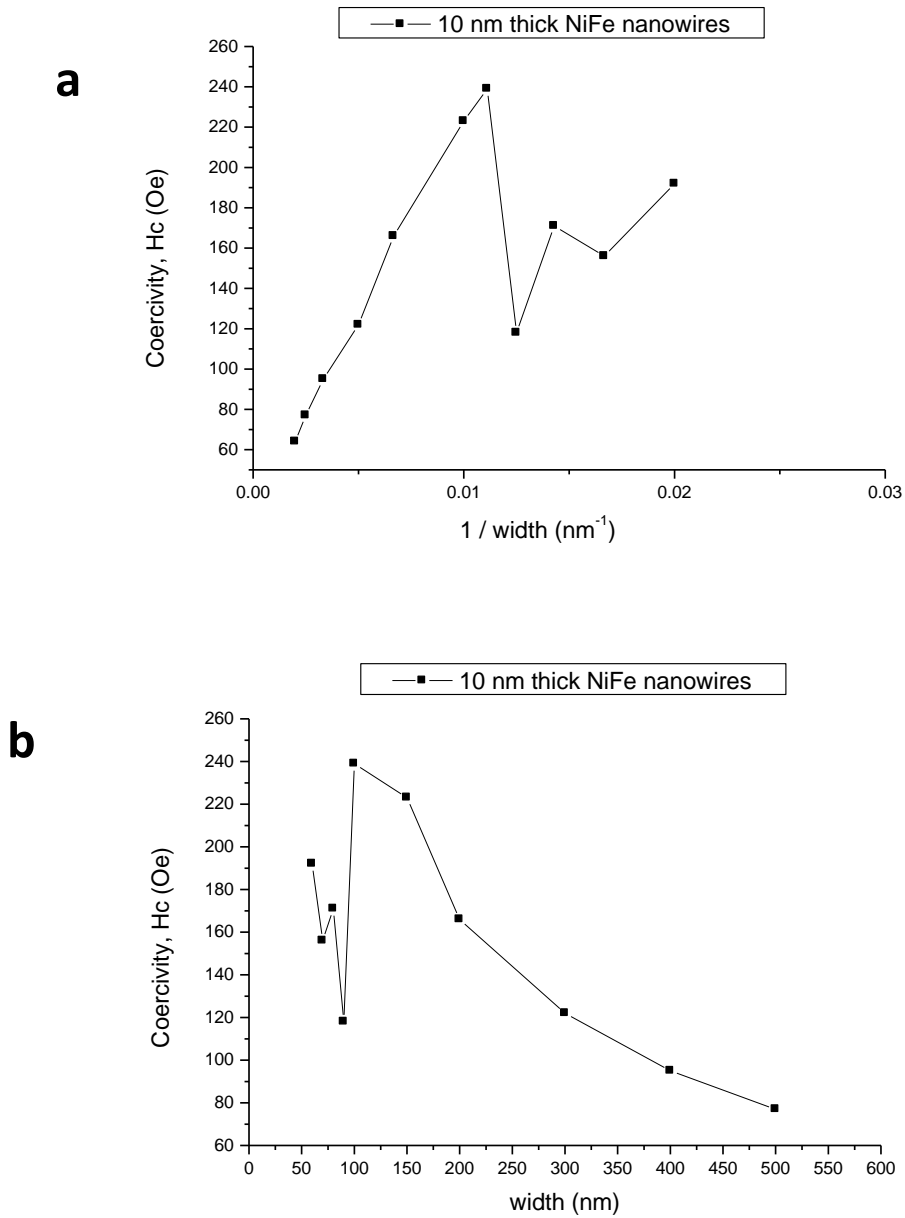 10 nm thick NiFe nanowires
a
260
240
220
200
180
160
140
120
100
80
60
Coercivity, Hc (Oe)
0.00 0.01 0.02 0.03
1 / width (nm⁻¹)
10 nm thick NiFe nanowires
b
260
240
220
200
180
160
140
120
100
80
60
Coercivity, Hc (Oe)
0 50 100 150 200 250 300 350 400 450 500 550 600
width (nm)